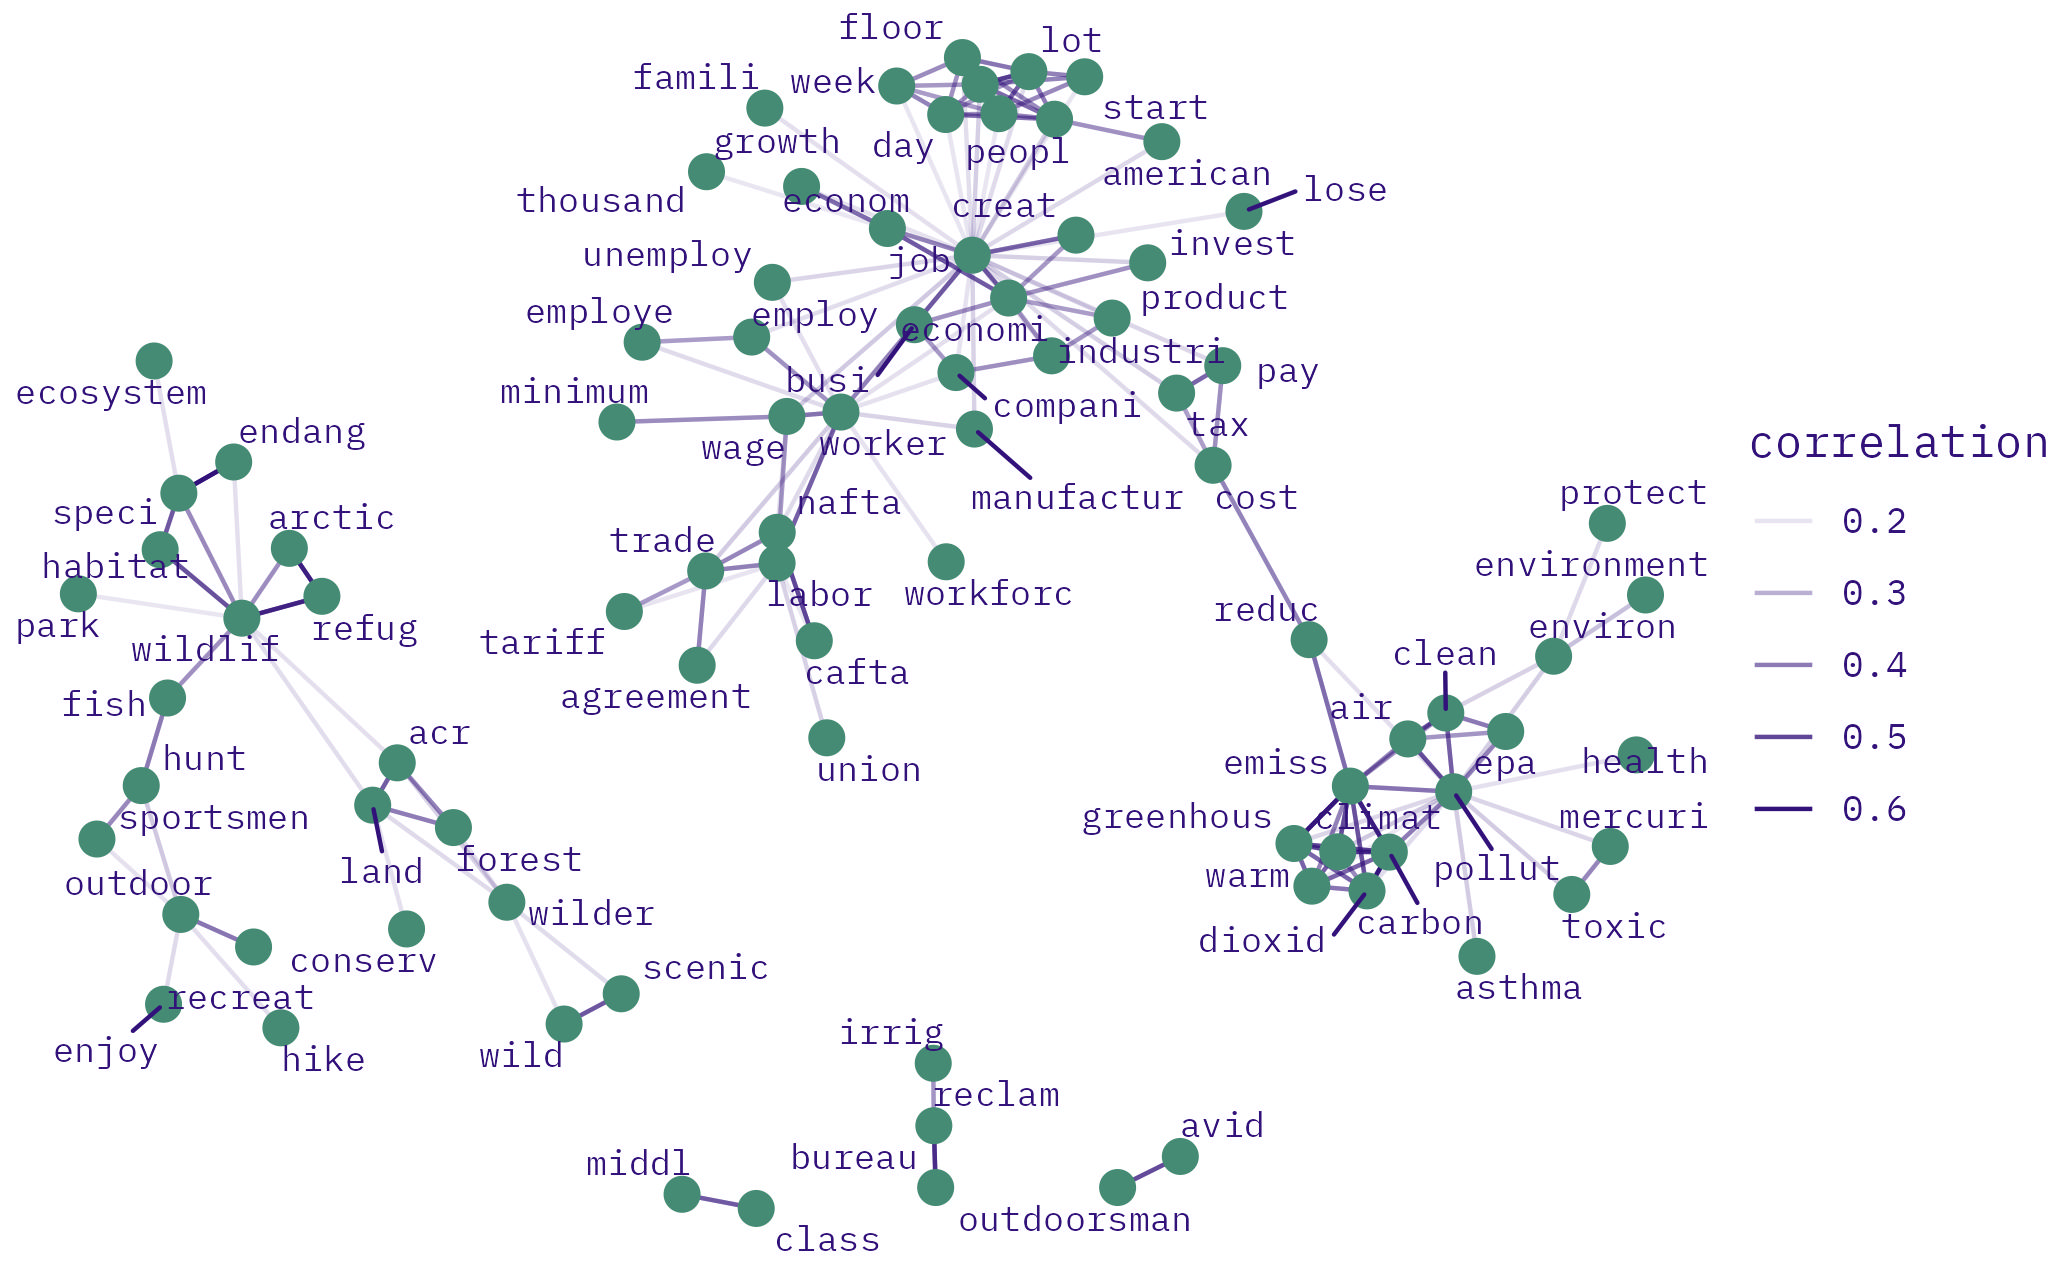 floor
lot
famili
week
start
growth
day
peopl
american
lose
thousand
econom
creat
invest
unemploy
job
product
employe
employ
economi
industri
pay
busi
minimum
compani
tax
wage
worker
manufactur
cost
nafta
trade
labor
workforc
tariff
cafta
agreement
union
ecosystem
endang
speci
arctic
habitat
park
refug
wildlif
fish
acr
hunt
sportsmen
land
forest
outdoor
wilder
conserv
scenic
recreat
enjoy
hike
wild
protect
environment
reduc
environ
clean
air
emiss
epa
health
greenhous
climat
mercuri
warm
pollut
carbon
dioxid
toxic
asthma
irrig
reclam
bureau
middl
class
avid
outdoorsman
correlation
0.2
0.3
0.4
0.5
0.6